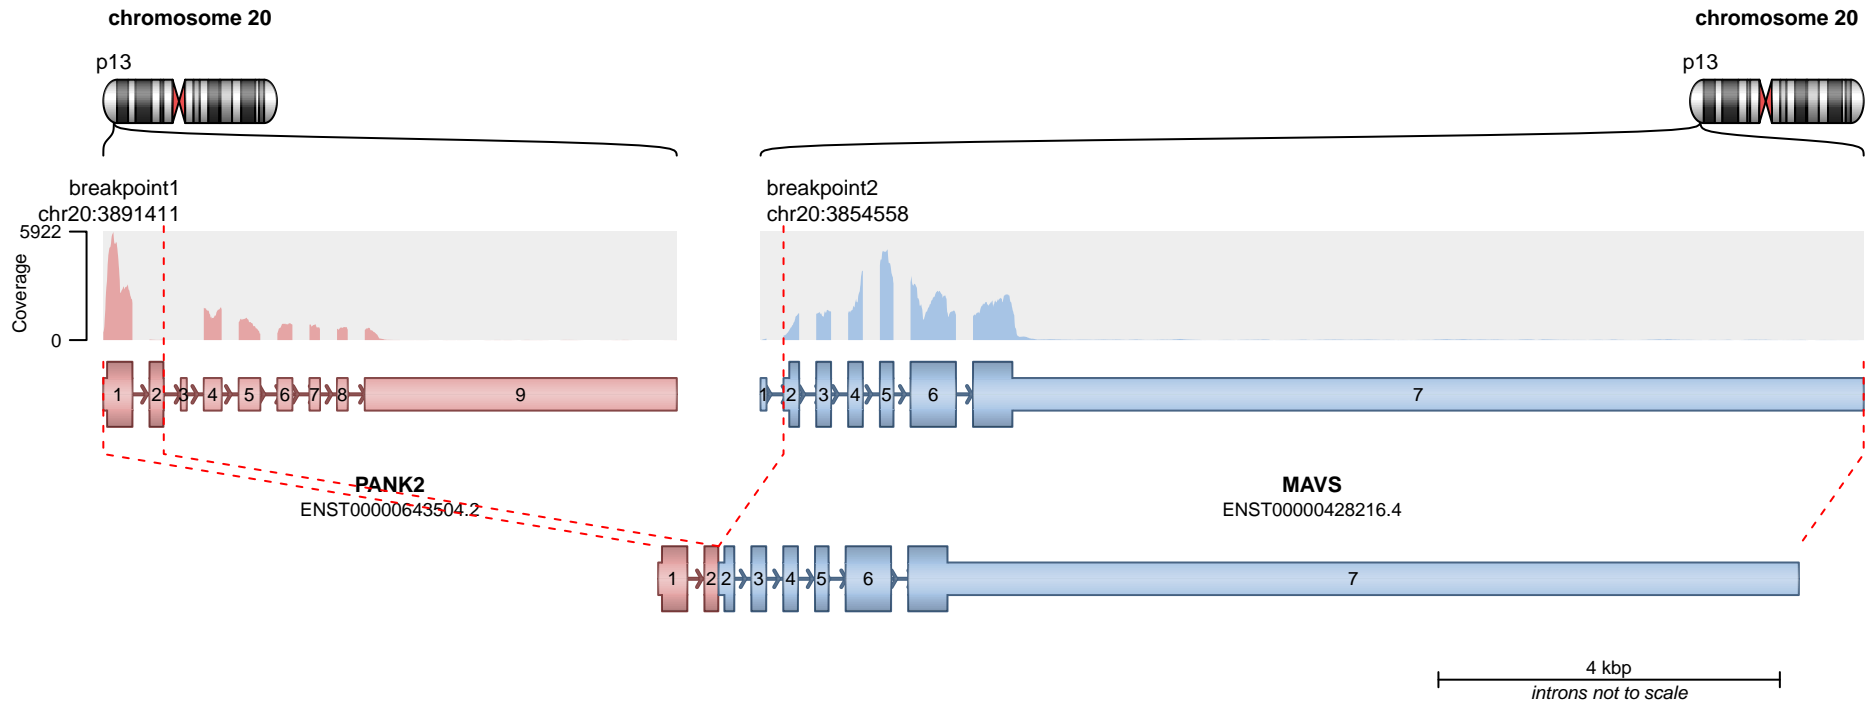 chromosome 20
chromosome 20
p13
p13
breakpoint1
chr20:3891411
breakpoint2
chr20:3854558
5922
Coverage
0
1 2 3 4 5 6 7 8 9
1 2 3 4 5 6 7
PANK2
ENST00000643504.2
MAVS
ENST00000428216.4
1 2 2 3 4 5 6 7
4 kbp
introns not to scale